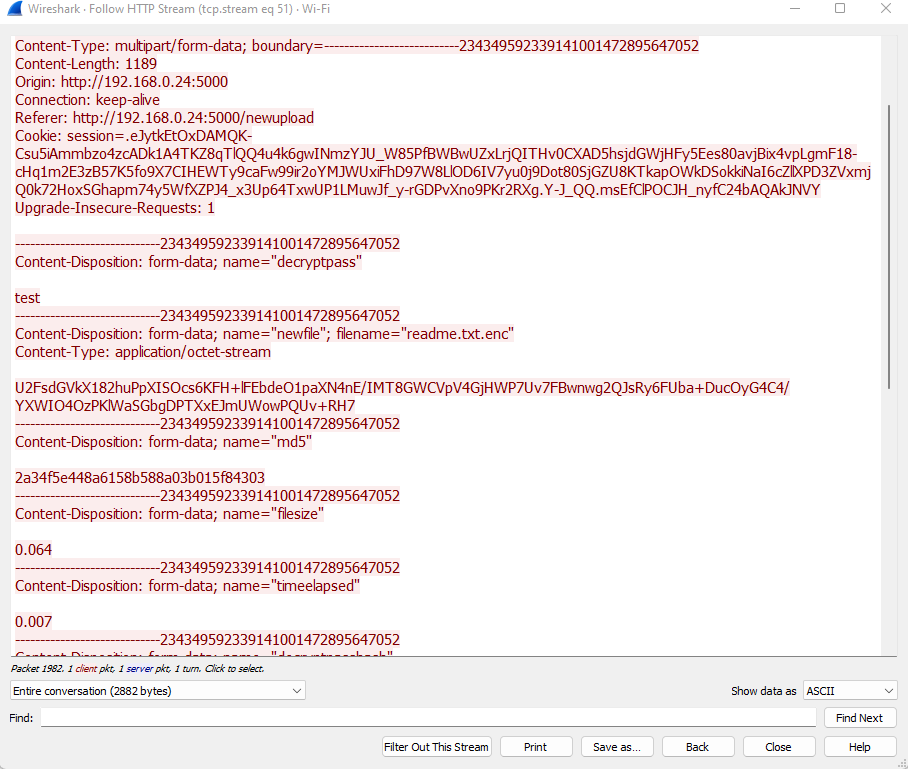 Wireshark · Follow HTTP Stream (tcp.stream eq 51) · Wi-Fi
Content-Type: multipart/form-data; boundary=---------------------------234349592339141001472895647052
Content-Length: 1189
Origin: http://192.168.0.24:5000
Connection: keep-alive
Referer: http://192.168.0.24:5000/newupload
Cookie: session=.eJytkEtOxDAMQK-
Csu5iAmmbzo4zcADk1A4TKZ8qTlQQ4u4k6gwINmzYJU_W85PfBWBwUZxLrjQITHv0CXAD5hsjdGWjHFy5Ees80avjBix4vpLgmF18-
cHq1m2E3zB57K5fo9X7CIHEWTy9caFw99ir2oYMJWUxiFhD97W8LlOD6IV7yu0j9Dot80SjGZU8KTkapOWkDSokkiNaI6cZllXPD3ZVxmj
Q0k72HoxSGhapm74y5WfXZPJ4_x3Up64TxwUP1LMuwJf_y-rGDPvXno9PKr2RXg.Y-J_QQ.msEfClPOCJH_nyfC24bAQAkJNVY
Upgrade-Insecure-Requests: 1
-----------------------------234349592339141001472895647052
Content-Disposition: form-data; name="decryptpass"
test
-----------------------------234349592339141001472895647052
Content-Disposition: form-data; name="newfile"; filename="readme.txt.enc"
Content-Type: application/octet-stream
U2FsdGVkX182huPpXISOcs6KFH+lFEbdeO1paXN4nE/IMT8GWCVpV4GjHWP7Uv7FBwnwg2QJsRy6FUba+DucOyG4C4/
YXWIO4OzPKlWaSGbgDPTXxEJmUWowPQUv+RH7
-----------------------------234349592339141001472895647052
Content-Disposition: form-data; name="md5"
2a34f5e448a6158b588a03b015f84303
-----------------------------234349592339141001472895647052
Content-Disposition: form-data; name="filesize"
0.064
-----------------------------234349592339141001472895647052
Content-Disposition: form-data; name="timeelapsed"
0.007
-----------------------------234349592339141001472895647052
Content-Disposition: form-data; name="decryptpasshash"
Packet 1982. 1 client pkt, 1 server pkt, 1 turn. Click to select.
Entire conversation (2882 bytes)
Show data as ASCII
Find:
Find Next
Filter Out This Stream
Print
Save as...
Back
Close
Help